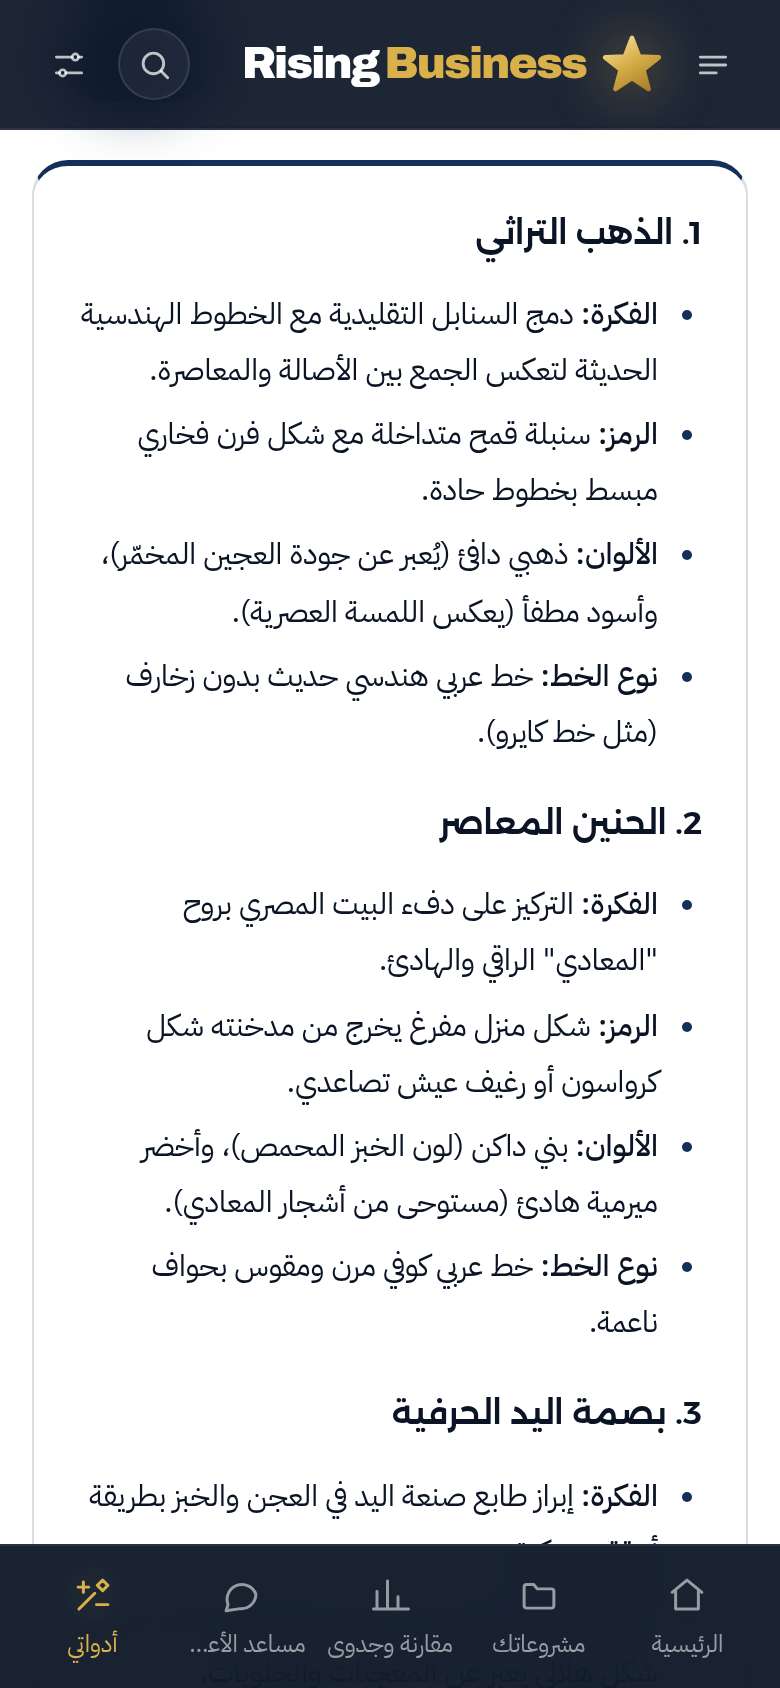 Rising Business
1. الذهب التراثي
الفكرة: دمج السنابل التقليدية مع الخطوط الهندسية
الحديثة لتعكس الجمع بين الأصالة والمعاصرة.
الرمز: سنبلة قمح متداخلة مع شكل فرن فخاري
مبسط بخطوط حادة.
الألوان: ذهبي دافئ (يُعبر عن جودة العجين المخمّر)،
وأسود مطفأ (يعكس اللمسة العصرية).
نوع الخط: خط عربي هندسي حديث بدون زخارف
(مثل خط كايرو).
2. الحنين المعاصر
الفكرة: التركيز على دفء البيت المصري بروح
"المعادي" الراقي والهادئ.
الرمز: شكل منزل مفرغ يخرج من مدخنته شكل
كرواسون أو رغيف عيش تصاعدي.
الألوان: بني داكن (لون الخبز المحمص)، وأخضر
ميرمية هادئ (مستوحى من أشجار المعادي).
نوع الخط: خط عربي كوفي مرن ومقوس بحواف
ناعمة.
3. بصمة اليد الحرفية
الفكرة: إبراز طابع صنعة اليد في العجن والخبز بطريقة
شكل هلالي يعبر عن المعجنات والحلويات.
الرئيسية
مشروعاتك
مقارنة وجدوى
مساعد الأع...
أدواتي